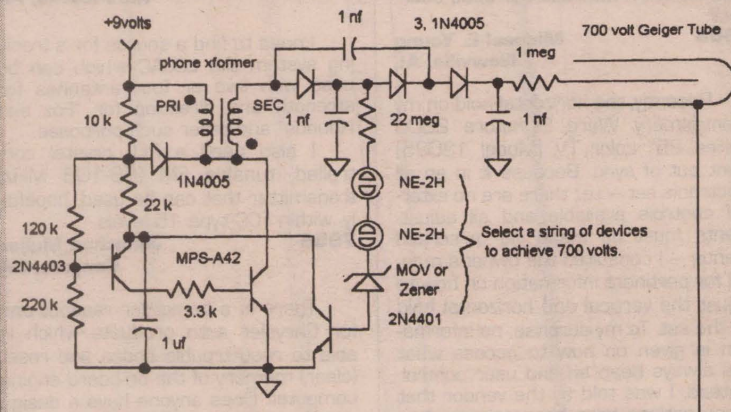 +9volts
1 nf
3, 1N4005
700 volt Geiger Tube
phone xformer
1 meg
PRI
SEC
10 k
1 nf
22 meg
1 nf
1N4005
22 k
NE-2H
120 k
NE-2H
Select a string of devices
to achieve 700 volts.
2N4403
MPS-A42
MOV or
Zener
220 k
3.3 k
2N4401
1 uf